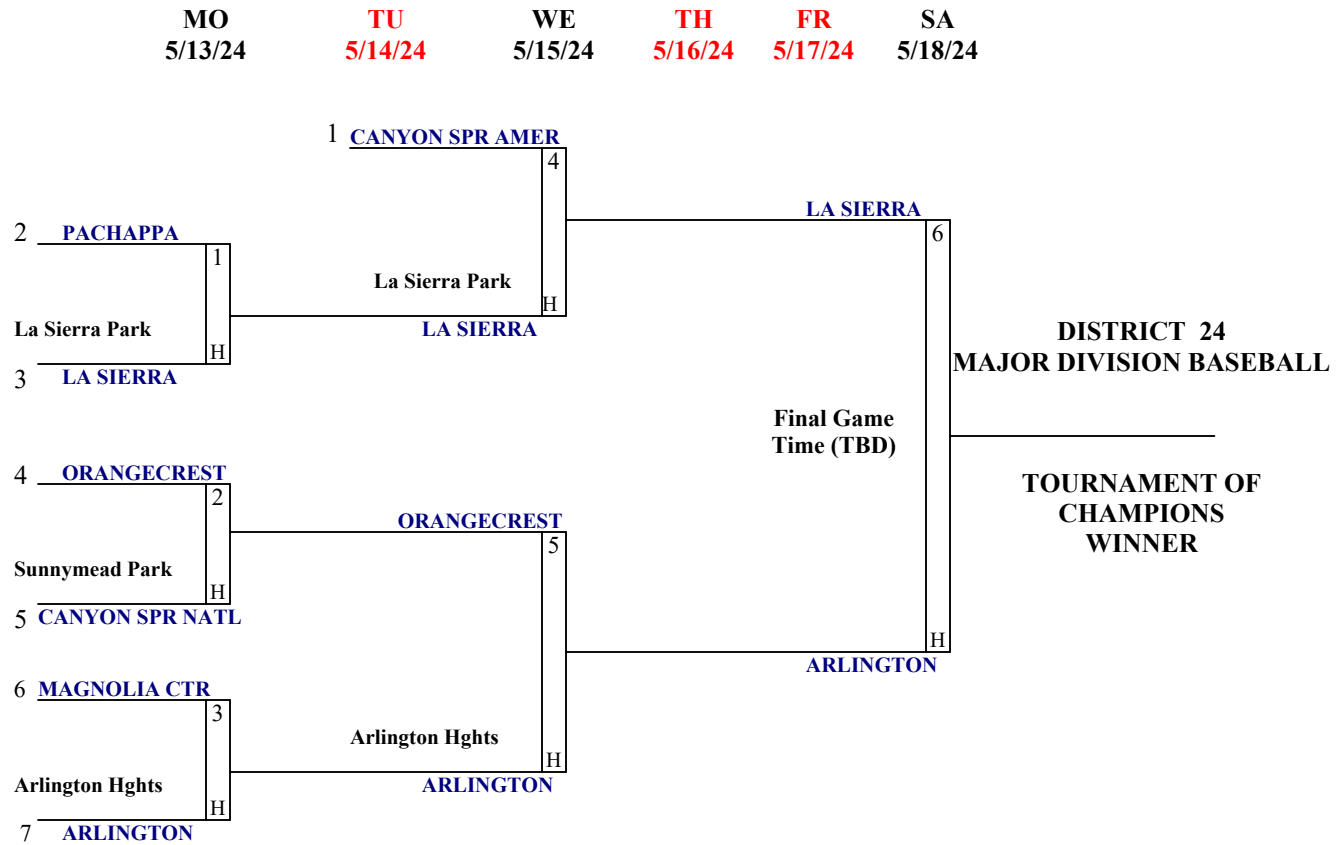 MO TU WE TH FR SA
5/13/24 5/14/24 5/15/24 5/16/24 5/17/24 5/18/24
1 CANYON SPR AMER
4
LA SIERRA
6
2 PACHAPPA
1
La Sierra Park
H
LA SIERRA
La Sierra Park
H
3 LA SIERRA
DISTRICT 24
MAJOR DIVISION BASEBALL
Final Game
Time (TBD)
4 ORANGECREST
2
ORANGECREST
5
TOURNAMENT OF
CHAMPIONS
WINNER
Sunnymead Park
H
5 CANYON SPR NATL
H
ARLINGTON
6 MAGNOLIA CTR
3
Arlington Hghts
H
ARLINGTON
Arlington Hghts
H
7 ARLINGTON